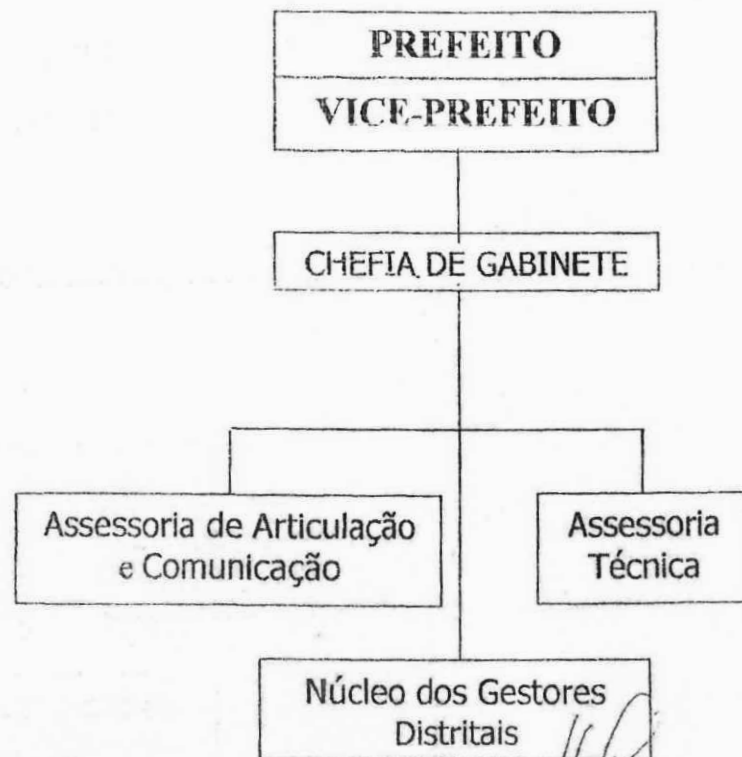 PREFEITO
VICE-PREFEITO
CHEFIA DE GABINETE
Assessoria de Articulação
e Comunicação
Assessoria
Técnica
Núcleo dos Gestores
Distritais